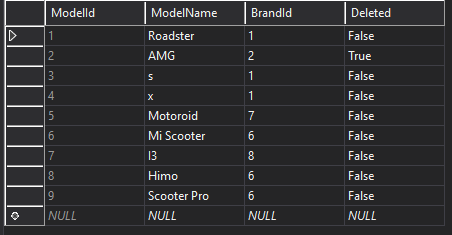 ModelId ModelName BrandId Deleted
1 Roadster 1 False
2 AMG 2 True
3 s 1 False
4 x 1 False
5 Motoroid 7 False
6 Mi Scooter 6 False
7 I3 8 False
8 Himo 6 False
9 Scooter Pro 6 False
NULL NULL NULL NULL